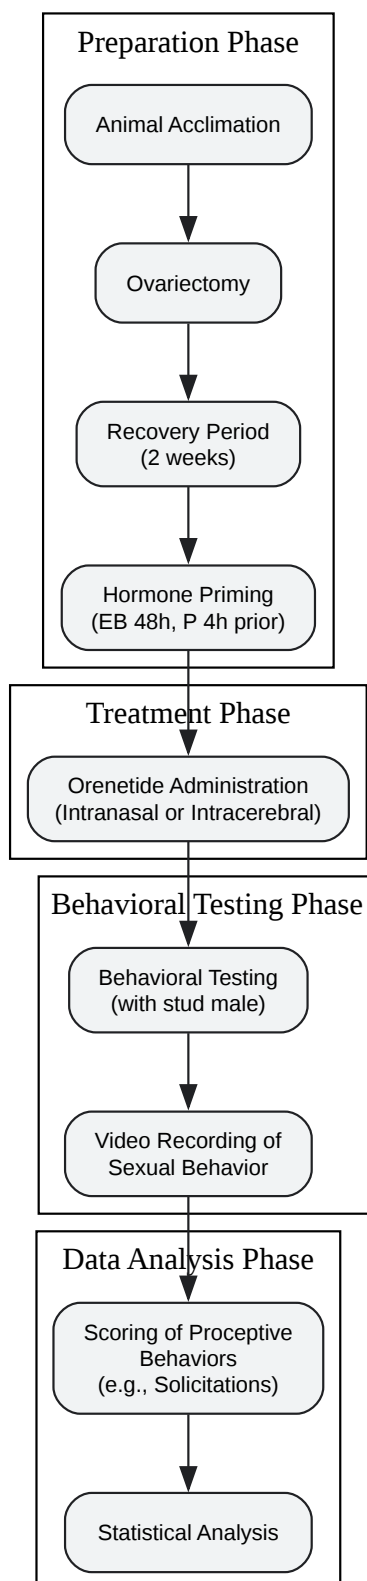 Preparation Phase
Animal Acclimation
Ovariectomy
Recovery Period
(2 weeks)
Hormone Priming
(EB 48h, P 4h prior)
Treatment Phase
Orenetide Administration
(Intranasal or Intracerebral)
Behavioral Testing Phase
Behavioral Testing
(with stud male)
Video Recording of
Sexual Behavior
Data Analysis Phase
Scoring of Proceptive
Behaviors
(e.g., Solicitations)
Statistical Analysis